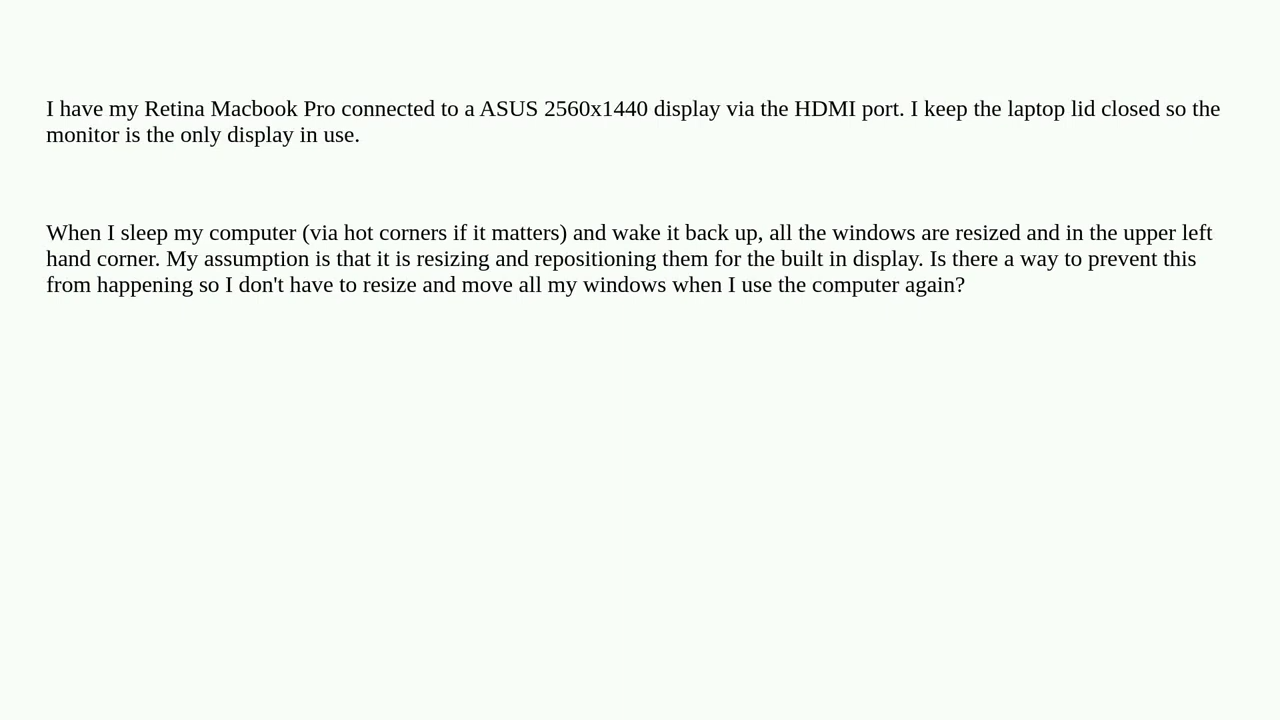 I have my Retina Macbook Pro connected to a ASUS 2560x1440 display via the HDMI port. I keep the laptop lid closed so the
monitor is the only display in use.
When I sleep my computer (via hot corners if it matters) and wake it back up, all the windows are resized and in the upper left
hand corner. My assumption is that it is resizing and repositioning them for the built in display. Is there a way to prevent this
from happening so I don't have to resize and move all my windows when I use the computer again?